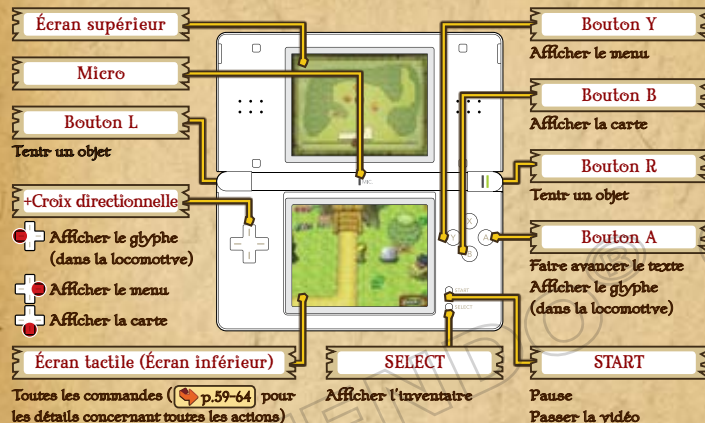 Écran supérieur
Micro
Bouton L
Tenir un objet
+Croix directionnelle
Afficher le glyphe
(dans la locomotive)
Afficher le menu
Afficher la carte
Écran tactile (Écran inférieur)
Toutes les commandes ( p.59-64 pour
les détails concernant toutes les actions)
MIC.
X
Y
A
B
START
SELECT
SELECT
Afficher l'inventaire
Bouton Y
Afficher le menu
Bouton B
Afficher la carte
Bouton R
Tenir un objet
Bouton A
Faire avancer le texte
Afficher le glyphe
(dans la locomotive)
START
Pause
Passer la vidéo